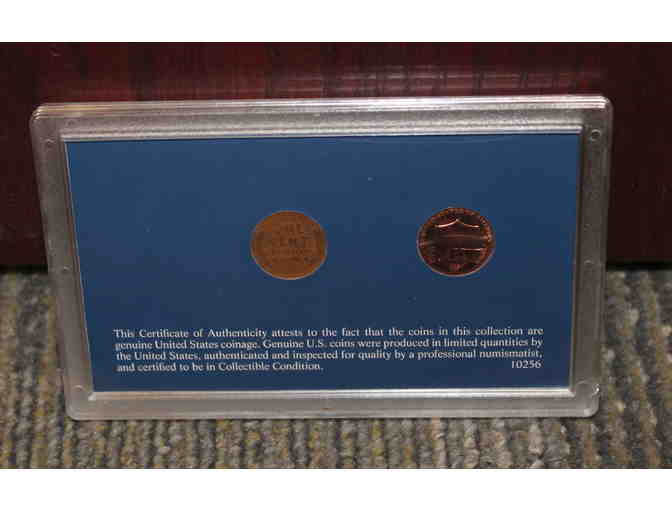 ONE
CENT
This Certificate of Authenticity attests to the fact that the coins in this collection are
genuine United States coinage. Genuine U.S. coins were produced in limited quantities by
the United States, authenticated and inspected for quality by a professional numismatist,
and certified to be in Collectible Condition. 10256